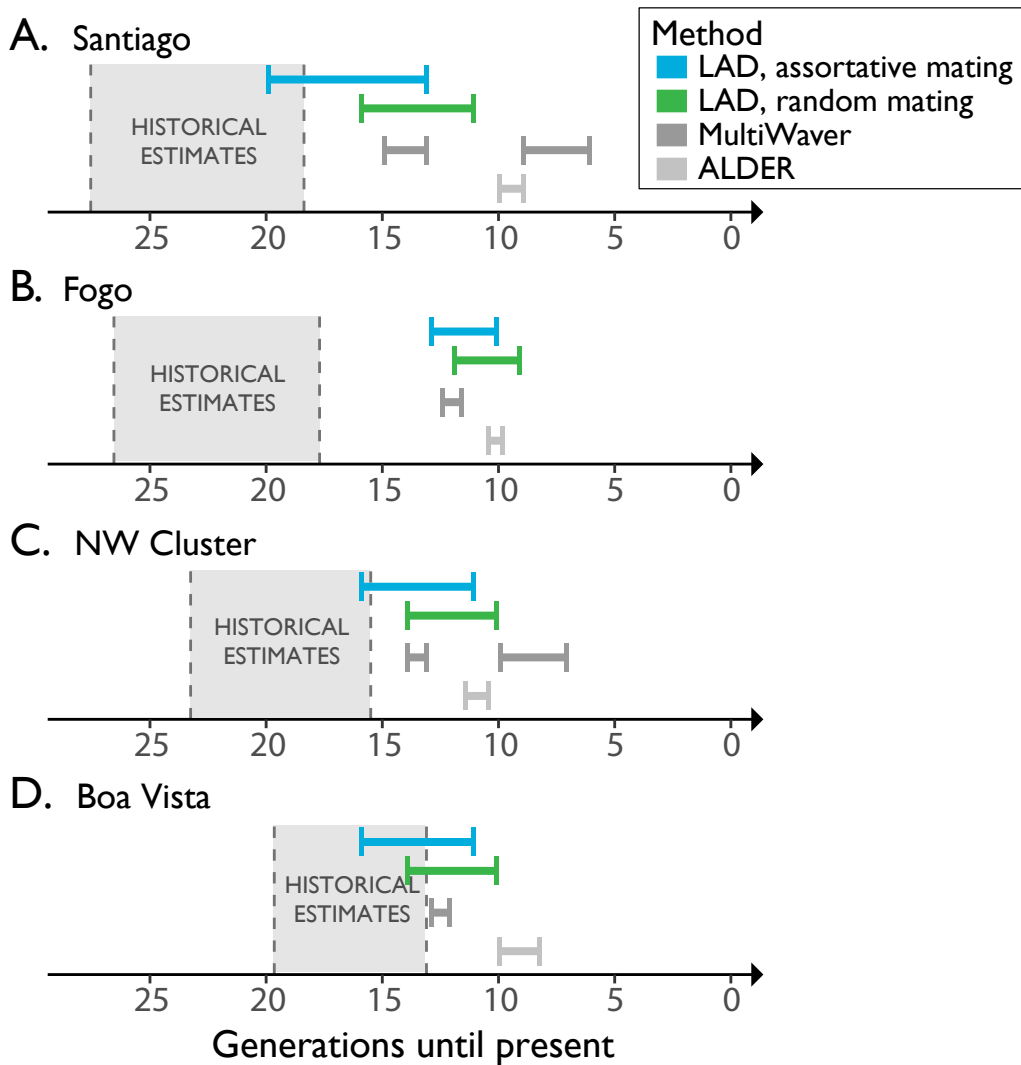 A. Santiago
Method
LAD, assortative mating
LAD, random mating
MultiWaver
ALDER
HISTORICAL
ESTIMATES
25 20 15 10 5 0
B. Fogo
HISTORICAL
ESTIMATES
25 20 15 10 5 0
C. NW Cluster
HISTORICAL
ESTIMATES
25 20 15 10 5 0
D. Boa Vista
HISTORICAL
ESTIMATES
25 20 15 10 5 0
Generations until present